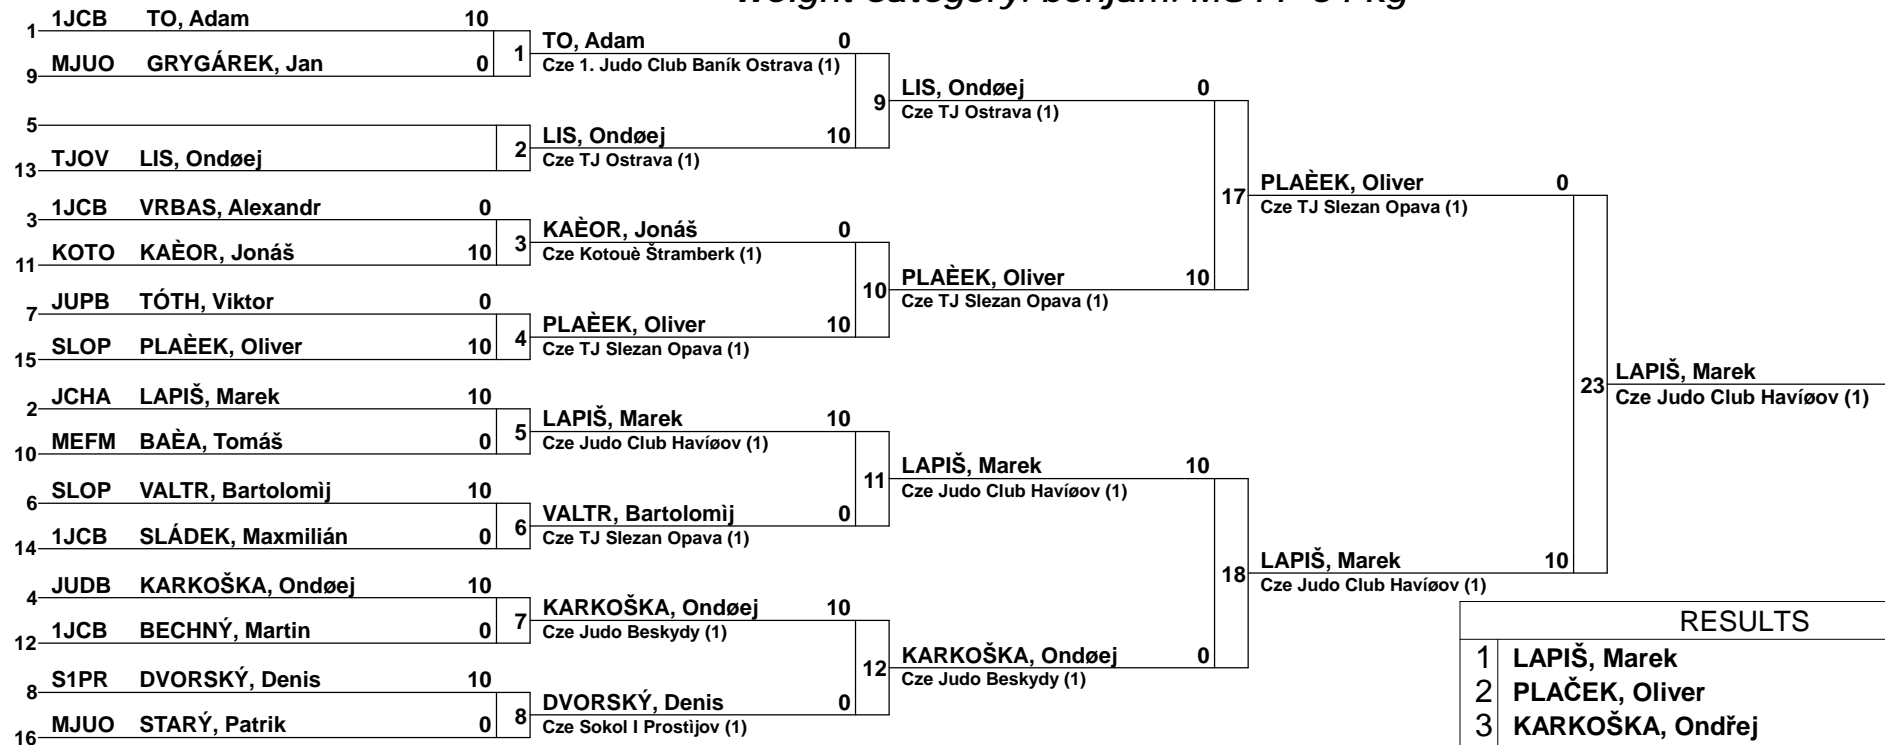 1 1JCB TO, Adam 10
9 MJUO GRYGÁREK, Jan 0
1
5
13 TJOV LIS, Ondøej
2
3 1JCB VRBAS, Alexandr 0
11 KOTO KAÈOR, Jonáš 10
3
7 JUPB TÓTH, Viktor 0
15 SLOP PLAÈEK, Oliver 10
4
2 JCHA LAPIŠ, Marek 10
10 MEFM BAÈA, Tomáš 0
5
6 SLOP VALTR, Bartolomìj 10
14 1JCB SLÁDEK, Maxmilián 0
6
4 JUDB KARKOŠKA, Ondøej 10
12 1JCB BECHNÝ, Martin 0
7
8 S1PR DVORSKÝ, Denis 10
16 MJUO STARÝ, Patrik 0
8
TO, Adam 0
Cze 1. Judo Club Baník Ostrava (1)
LIS, Ondøej 10
Cze TJ Ostrava (1)
9
KAÈOR, Jonáš 0
Cze Kotouè Štramberk (1)
PLAÈEK, Oliver 10
Cze TJ Slezan Opava (1)
10
LAPIŠ, Marek 10
Cze Judo Club Havíøov (1)
VALTR, Bartolomìj 0
Cze TJ Slezan Opava (1)
11
KARKOŠKA, Ondøej 10
Cze Judo Beskydy (1)
DVORSKÝ, Denis 0
Cze Sokol I Prostìjov (1)
12
LIS, Ondøej 0
Cze TJ Ostrava (1)
PLAÈEK, Oliver 10
Cze TJ Slezan Opava (1)
17
LAPIŠ, Marek 10
Cze Judo Club Havíøov (1)
KARKOŠKA, Ondøej 0
Cze Judo Beskydy (1)
18
PLAÈEK, Oliver 0
Cze TJ Slezan Opava (1)
LAPIŠ, Marek 10
Cze Judo Club Havíøov (1)
23
LAPIŠ, Marek
Cze Judo Club Havíøov (1)
RESULTS
1 LAPIŠ, Marek
2 PLAČEK, Oliver
3 KARKOŠKA, Ondřej